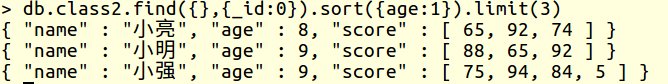 > db.class2.find({},{_id:0}).sort({age:1}).limit(3)
{ "name" : "小亮", "age" : 8, "score" : [ 65, 92, 74 ] }
{ "name" : "小明", "age" : 9, "score" : [ 88, 65, 92 ] }
{ "name" : "小强", "age" : 9, "score" : [ 75, 94, 84, 5 ] }